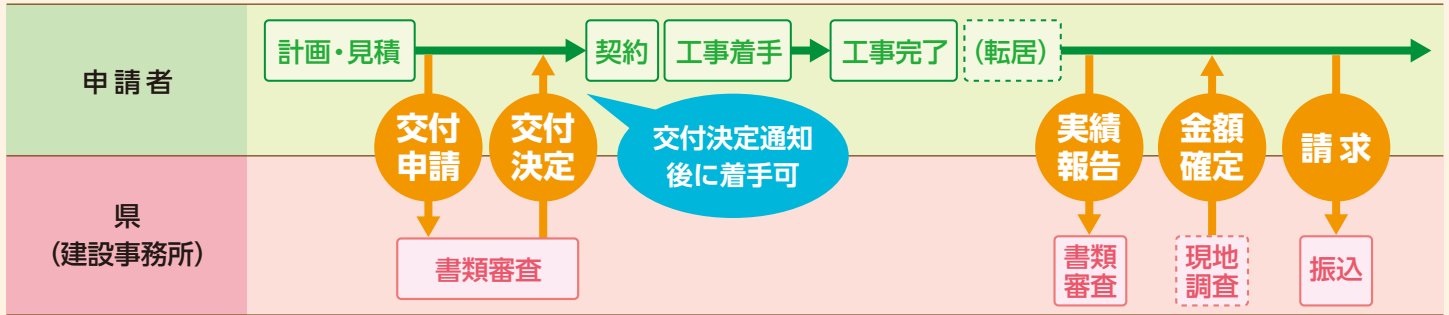 申請者
計画・見積
契約
工事着手
工事完了
(転居)
交付
申請
交付
決定
交付決定通知
後に着手可
実績
報告
金額
確定
請求
県
(建設事務所)
書類審査
書類
審査
現地
調査
振込